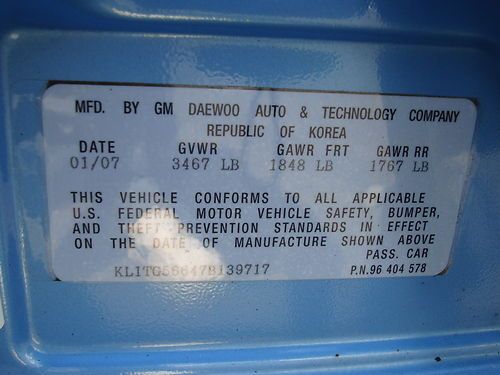 MFD. BY GM DAEWOO AUTO & TECHNOLOGY COMPANY
REPUBLIC OF KOREA
DATE GVWR GAWR FRT GAWR RR
01/07 3467 LB 1848 LB 1767 LB
THIS VEHICLE CONFORMS TO ALL APPLICABLE
U.S. FEDERAL MOTOR VEHICLE SAFETY, BUMPER,
AND THEFT PREVENTION STANDARDS IN EFFECT
ON THE DATE OF MANUFACTURE SHOWN ABOVE
PASS. CAR
KL1TG56647B139717 P.N.96 404 578